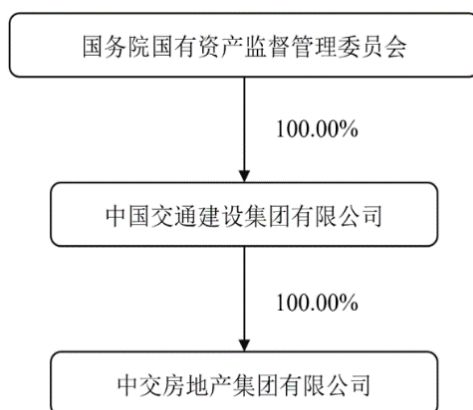 国务院国有资产监督管理委员会
100.00%
中国交通建设集团有限公司
100.00%
中交房地产集团有限公司